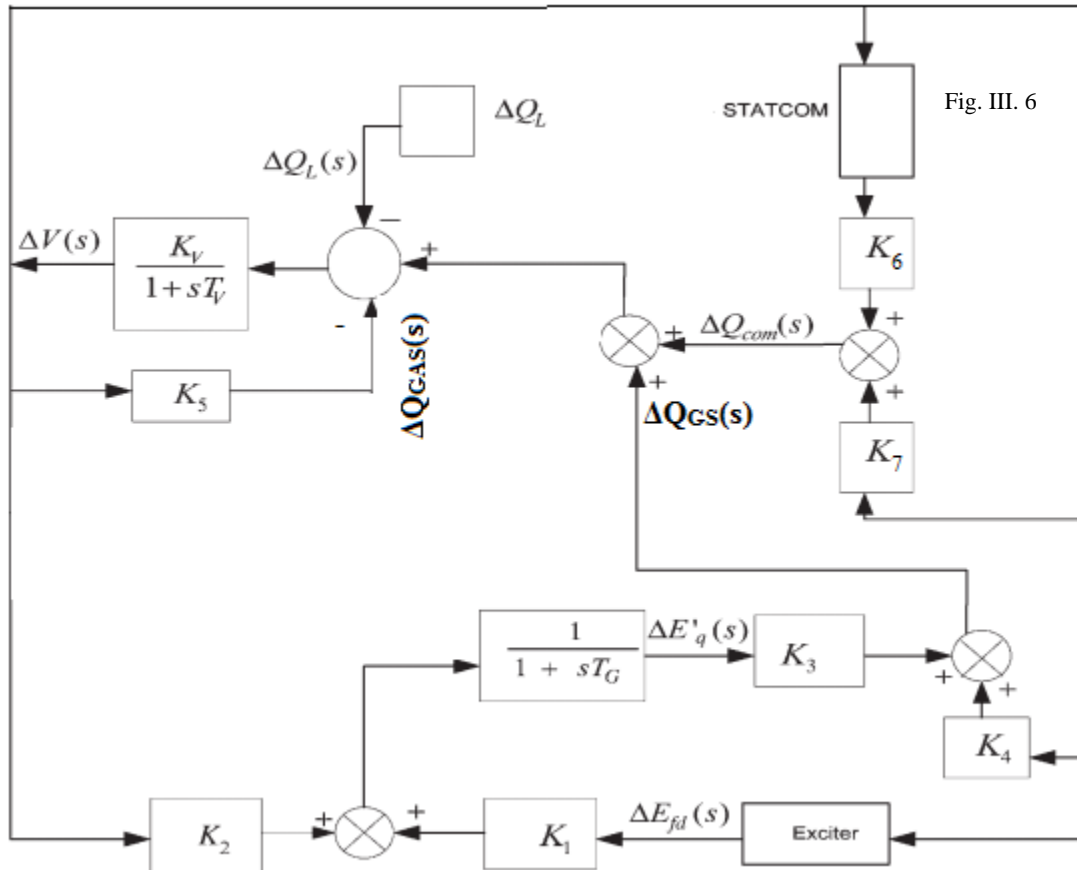 Fig. III. 6
STATCOM
ΔQ_L
ΔQ_L(s)
−
ΔV(s)
K_V
1+sT_V
+
K_6
+
ΔQ_com(s)
+
-
ΔQGAS(s)
K_5
+
+
ΔQGS(s)
K_7
1
1 + sT_G
ΔE'_q(s)
K_3
+
+
K_4
K_2
+
+
K_1
ΔE_fd(s)
Exciter